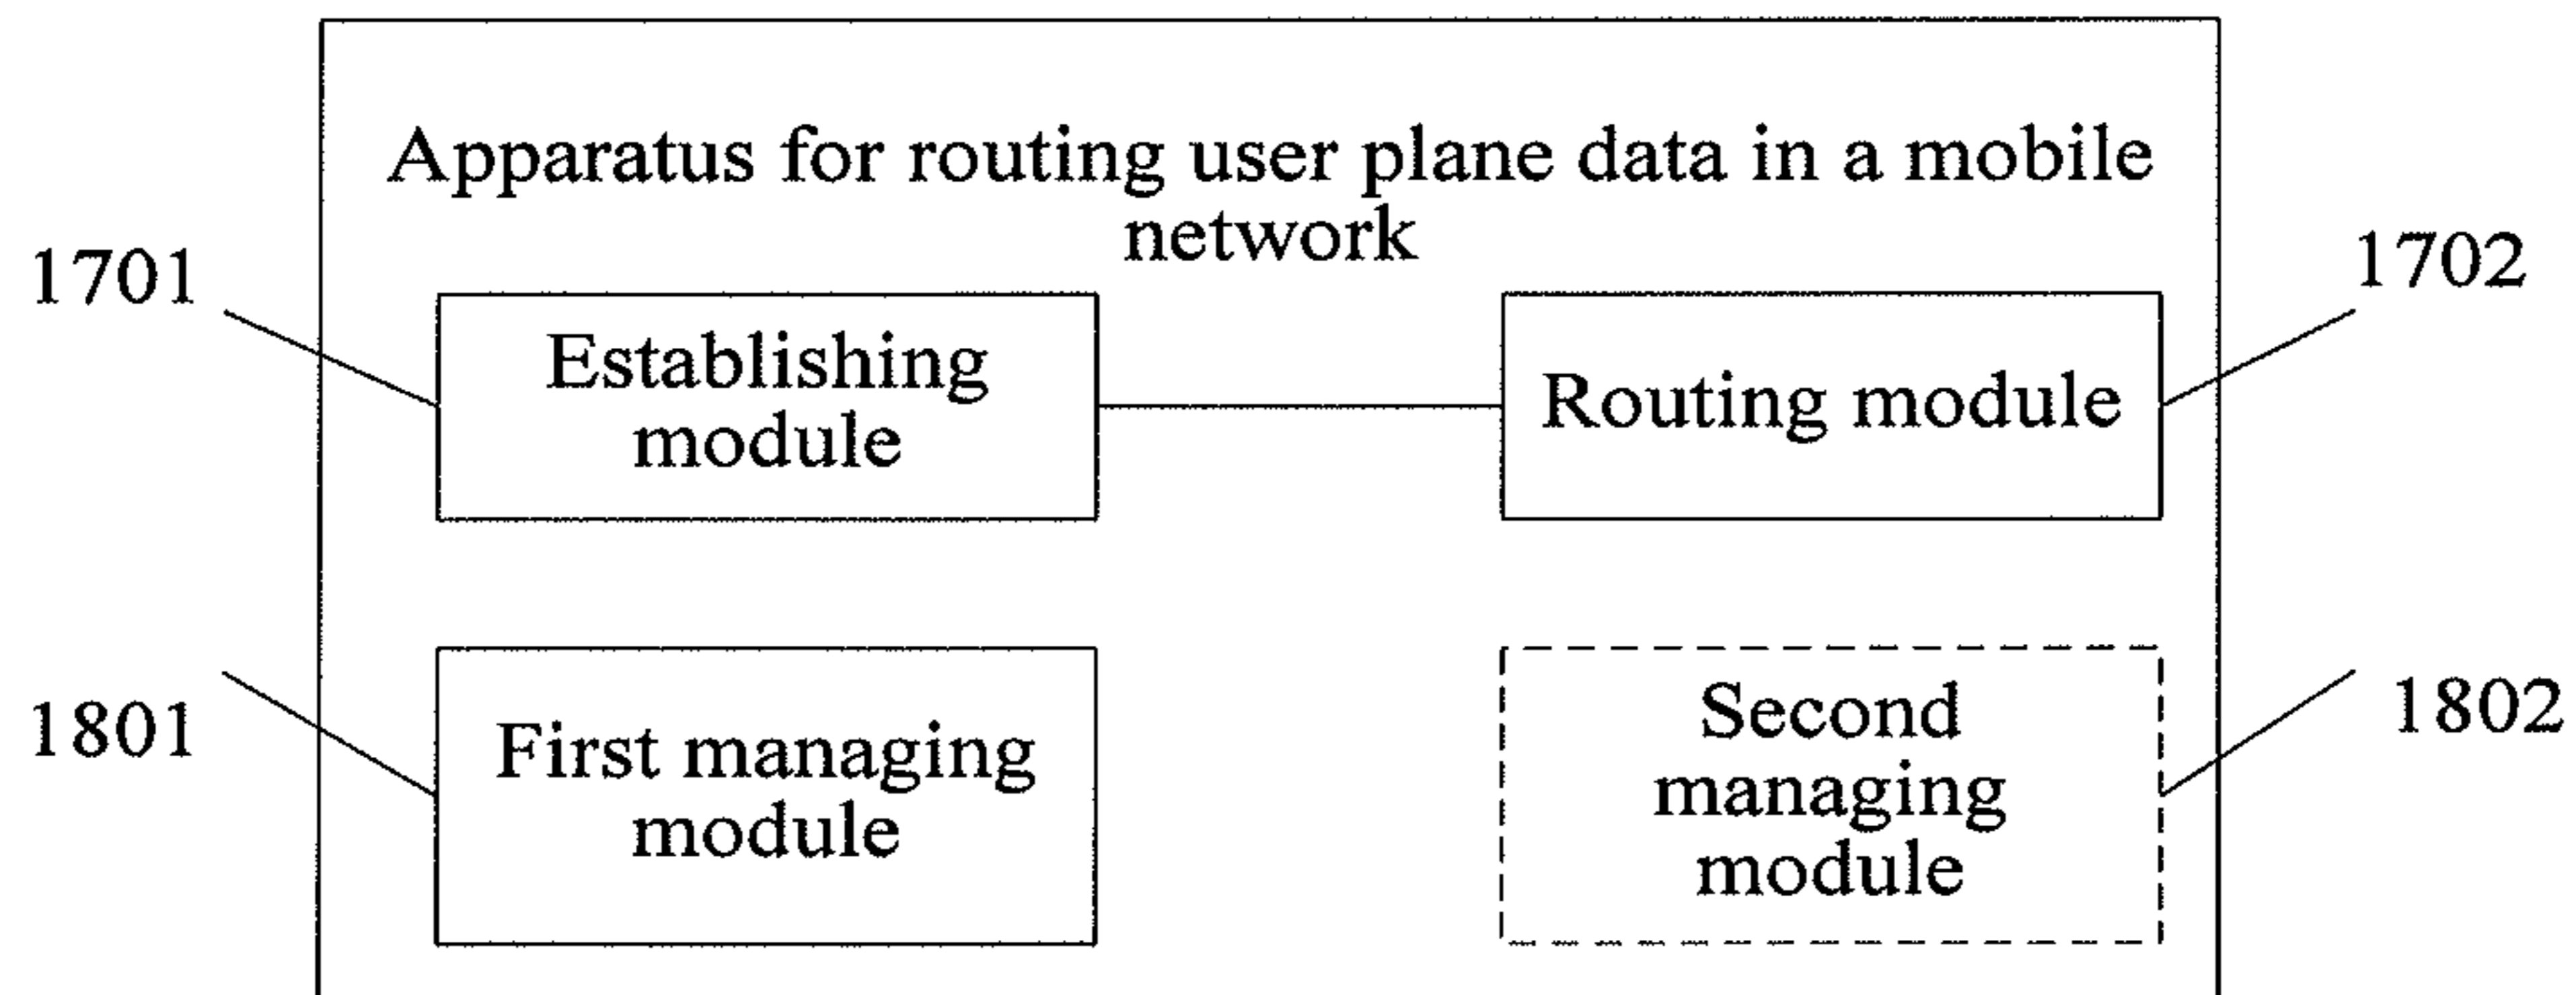 Apparatus for routing user plane data in a mobile
network
1701
1702
Establishing
module
Routing module
1801
First managing
module
Second
managing
module
1802